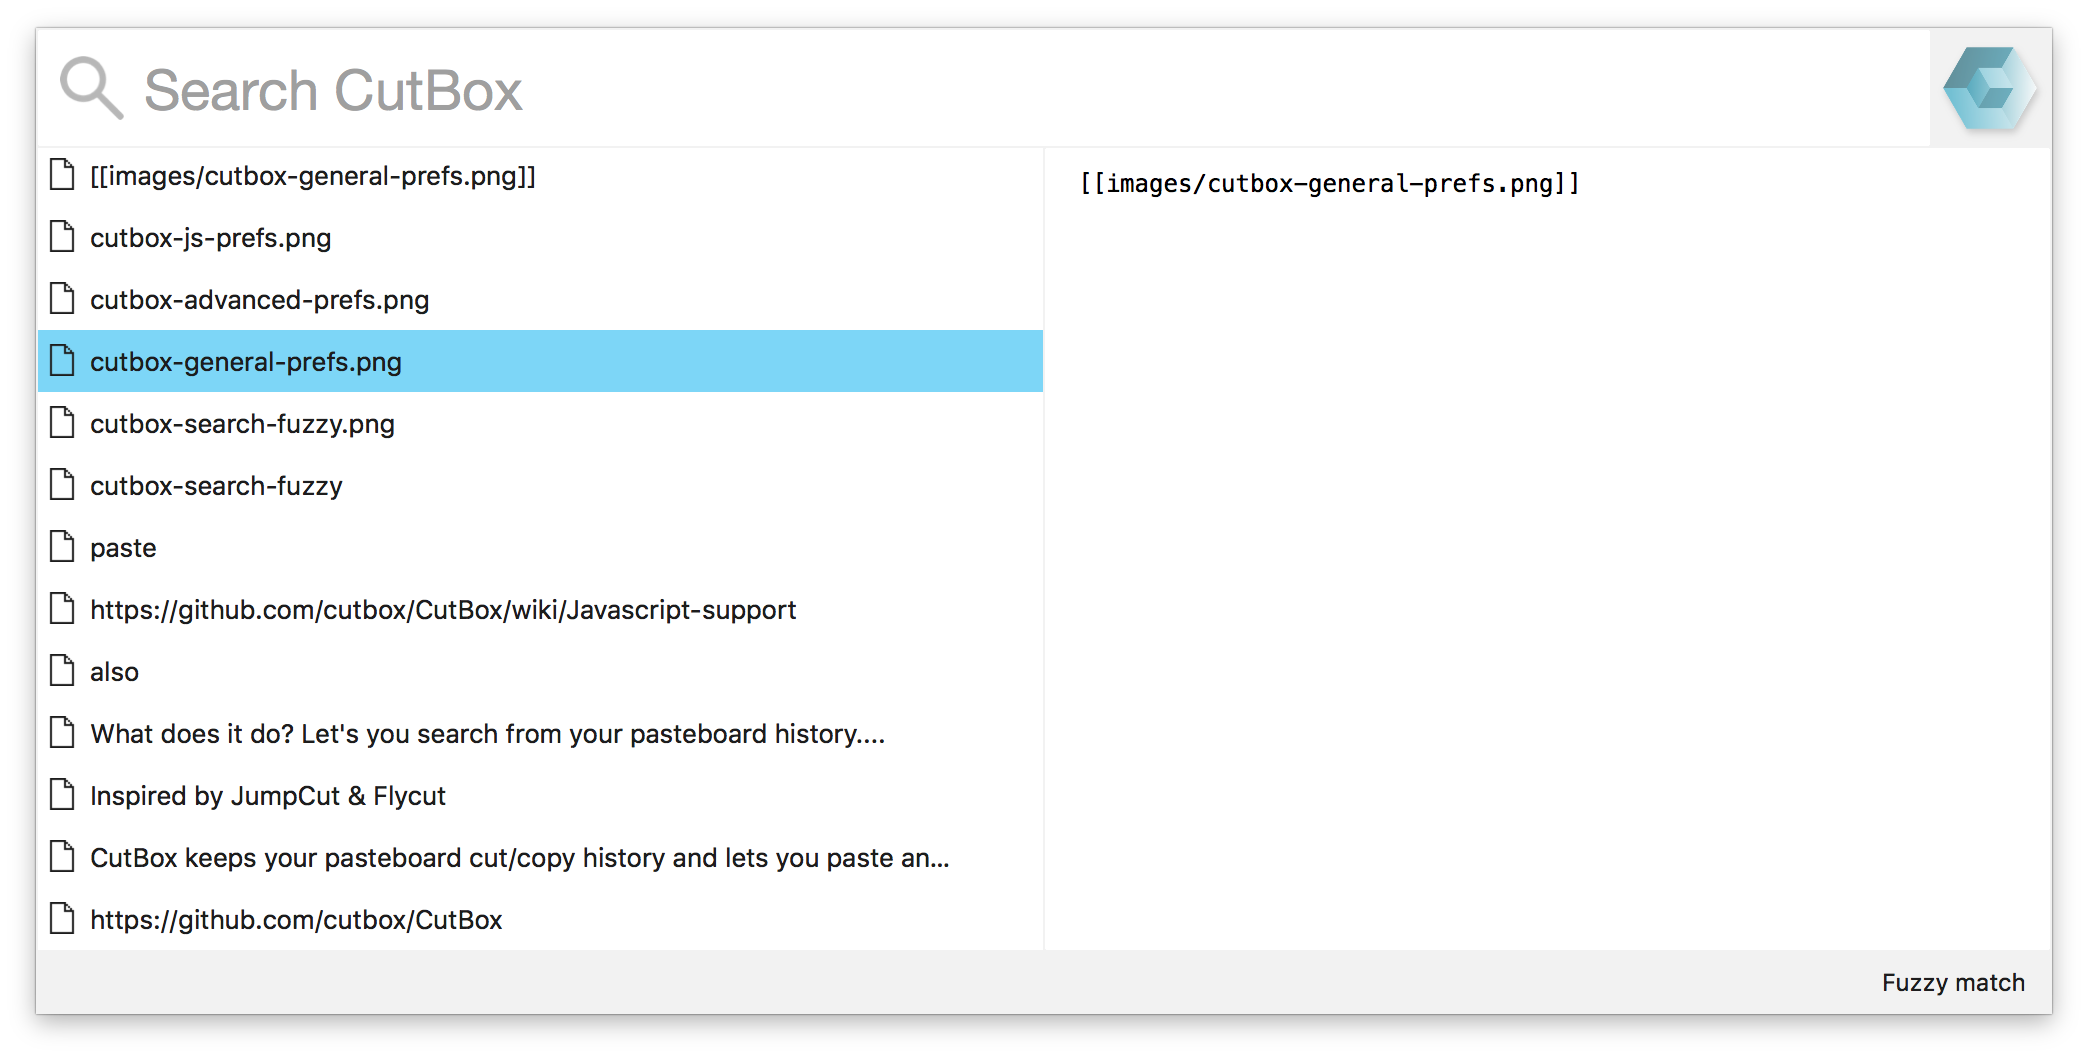 Search CutBox
[[images/cutbox-general-prefs.png]]
cutbox-js-prefs.png
cutbox-advanced-prefs.png
cutbox-general-prefs.png
cutbox-search-fuzzy.png
cutbox-search-fuzzy
paste
https://github.com/cutbox/CutBox/wiki/Javascript-support
also
What does it do? Let's you search from your pasteboard history....
Inspired by JumpCut & Flycut
CutBox keeps your pasteboard cut/copy history and lets you paste an...
https://github.com/cutbox/CutBox
[[images/cutbox-general-prefs.png]]
Fuzzy match